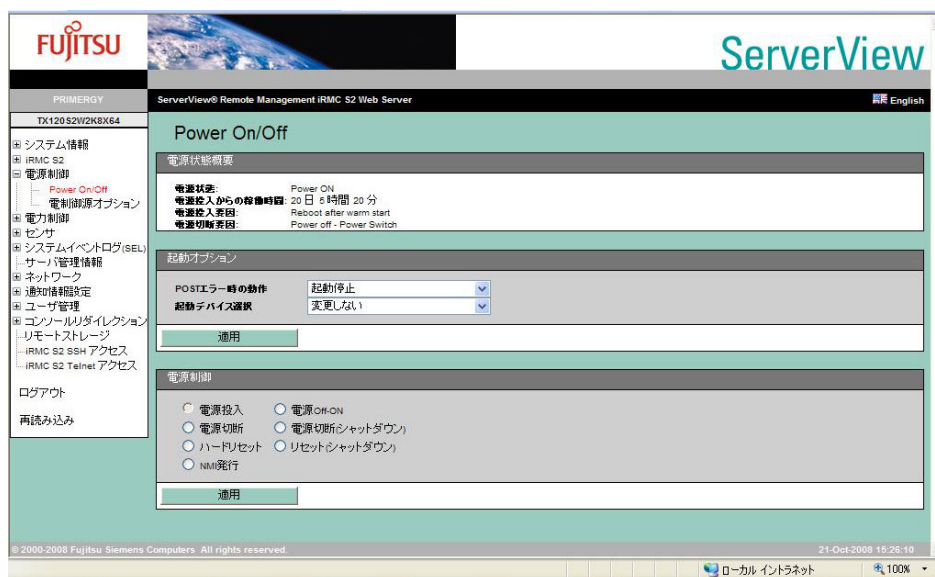 FUJITSU
ServerView
PRIMERGY
ServerView® Remote Management iRMC S2 Web Server
English
TX120S2W2K8X64
システム情報
iRMC S2
電源制御
Power On/Off
電制御源オプション
電力制御
センサ
システムイベントログ(SEL)
サーバ管理情報
ネットワーク
通知情報設定
ユーザ管理
コンソールリダイレクション
リモートストレージ
iRMC S2 SSH アクセス
iRMC S2 Telnet アクセス
ログアウト
再読み込み
Power On/Off
電源状態概要
電源状態: Power ON
電源投入からの稼働時間: 20 日 5 時間 20 分
電源投入要因: Reboot after warm start
電源切断要因: Power off - Power Switch
起動オプション
POSTエラー時の動作 起動停止
起動デバイス選択 変更しない
適用
電源制御
電源投入 電源Off-ON
電源切断 電源切断(シャットダウン)
ハードリセット リセット(シャットダウン)
NMI発行
適用
© 2000-2008 Fujitsu Siemens Computers All rights reserved. 21-Oct-2008 15:26:10
ローカル イントラネット 100%